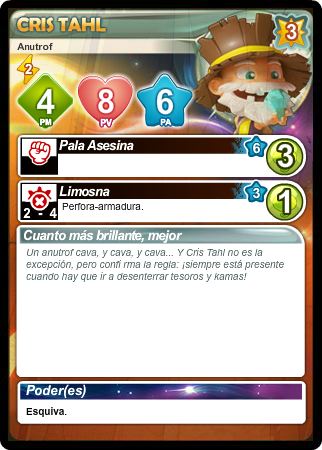 CRIS TAHL
3
Anutrof
2
4
PM
8
PV
6
PA
Pala Asesina
6
3
Limosna
3
1
2 - 4
Perfora-armadura.
Cuanto más brillante, mejor
Un anutrof cava, y cava, y cava... Y Cris Tahl no es la
excepción, pero confi rma la regla: ¡siempre está presente
cuando hay que ir a desenterrar tesoros y kamas!
Poder(es)
Esquiva.